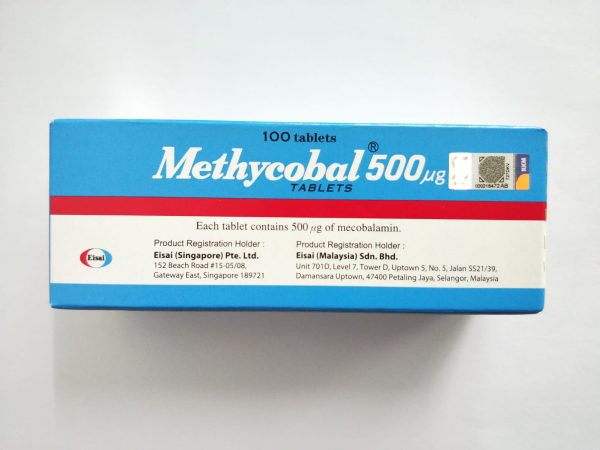 100 tablets
Methycobal® 500 µg
TABLETS
Each tablet contains 500 µg of mecobalamin.
Eisai
Product Registration Holder :
Eisai (Singapore) Pte. Ltd.
152 Beach Road #15-05/08,
Gateway East, Singapore 189721
Product Registration Holder :
Eisai (Malaysia) Sdn. Bhd.
Unit 701D, Level 7, Tower D, Uptown 5, No. 5, Jalan SS21/39,
Damansara Uptown, 47400 Petaling Jaya, Selangor, Malaysia